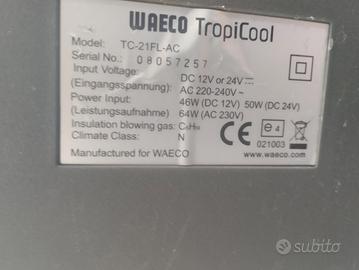 WAECO TropiCool
Model: TC-21FL-AC
Serial No.: 08057257
Input Voltage: DC 12V or 24V
(Eingangsspannung) AC 220-240V ~
Power Input: 46W (DC 12V) 50W (DC 24V)
(Leistungsaufnahme) 64W (AC 230V)
Insulation blowing gas: C₅H₁₀
Climate Class: N
Manufactured for WAECO
CE
e 4
021003
www.waeco.com
subito